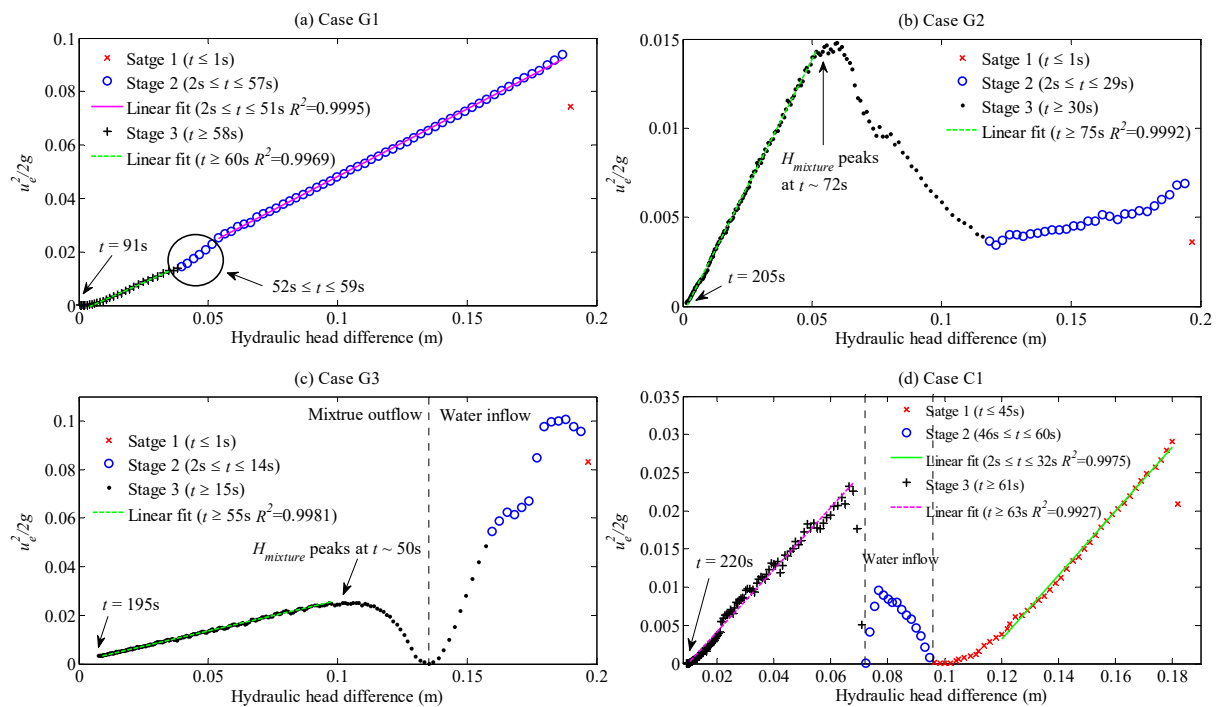 (a) Case G1
0.1
0.08
0.06
0.04
0.02
0
u_e^2/2g
× Satge 1 (t ≤ 1s)
Stage 2 (2s ≤ t ≤ 57s)
Linear fit (2s ≤ t ≤ 51s R^2=0.9995)
+ Stage 3 (t ≥ 58s)
Linear fit (t ≥ 60s R^2=0.9969)
t = 91s
52s ≤ t ≤ 59s
0 0.05 0.1 0.15 0.2
Hydraulic head difference (m)
(b) Case G2
0.015
0.01
0.005
0
u_e^2/2g
× Satge 1 (t ≤ 1s)
Stage 2 (2s ≤ t ≤ 29s)
Stage 3 (t ≥ 30s)
Linear fit (t ≥ 75s R^2=0.9992)
H_mixture peaks
at t ~ 72s
t = 205s
0 0.05 0.1 0.15 0.2
Hydraulic head difference (m)
(c) Case G3
0.1
0.08
0.06
0.04
0.02
0
u_e^2/2g
Mixtrue outflow
Water inflow
× Satge 1 (t ≤ 1s)
Stage 2 (2s ≤ t ≤ 14s)
Stage 3 (t ≥ 15s)
Linear fit (t ≥ 55s R^2=0.9981)
H_mixture peaks at t ~ 50s
t = 195s
0 0.05 0.1 0.15 0.2
Hydraulic head difference (m)
(d) Case C1
0.035
0.03
0.025
0.02
0.015
0.01
0.005
0
u_e^2/2g
× Satge 1 (t ≤ 45s)
Stage 2 (46s ≤ t ≤ 60s)
Linear fit (2s ≤ t ≤ 32s R^2=0.9975)
+ Stage 3 (t ≥ 61s)
Linear fit (t ≥ 63s R^2=0.9927)
Water inflow
t = 220s
0.02 0.04 0.06 0.08 0.1 0.12 0.14 0.16 0.18
Hydraulic head difference (m)